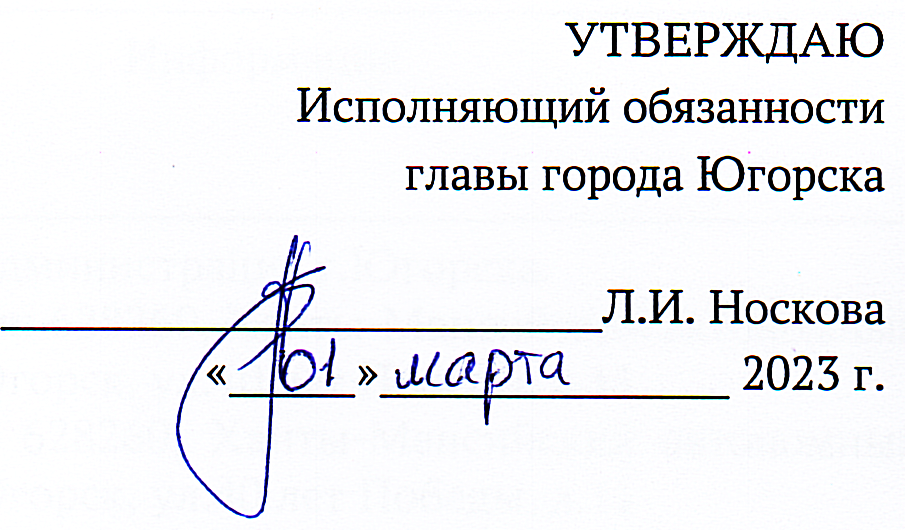 УТВЕРЖДАЮ
Исполняющий обязанности
главы города Югорска
Л.И. Носкова
« 01 » марта 2023 г.